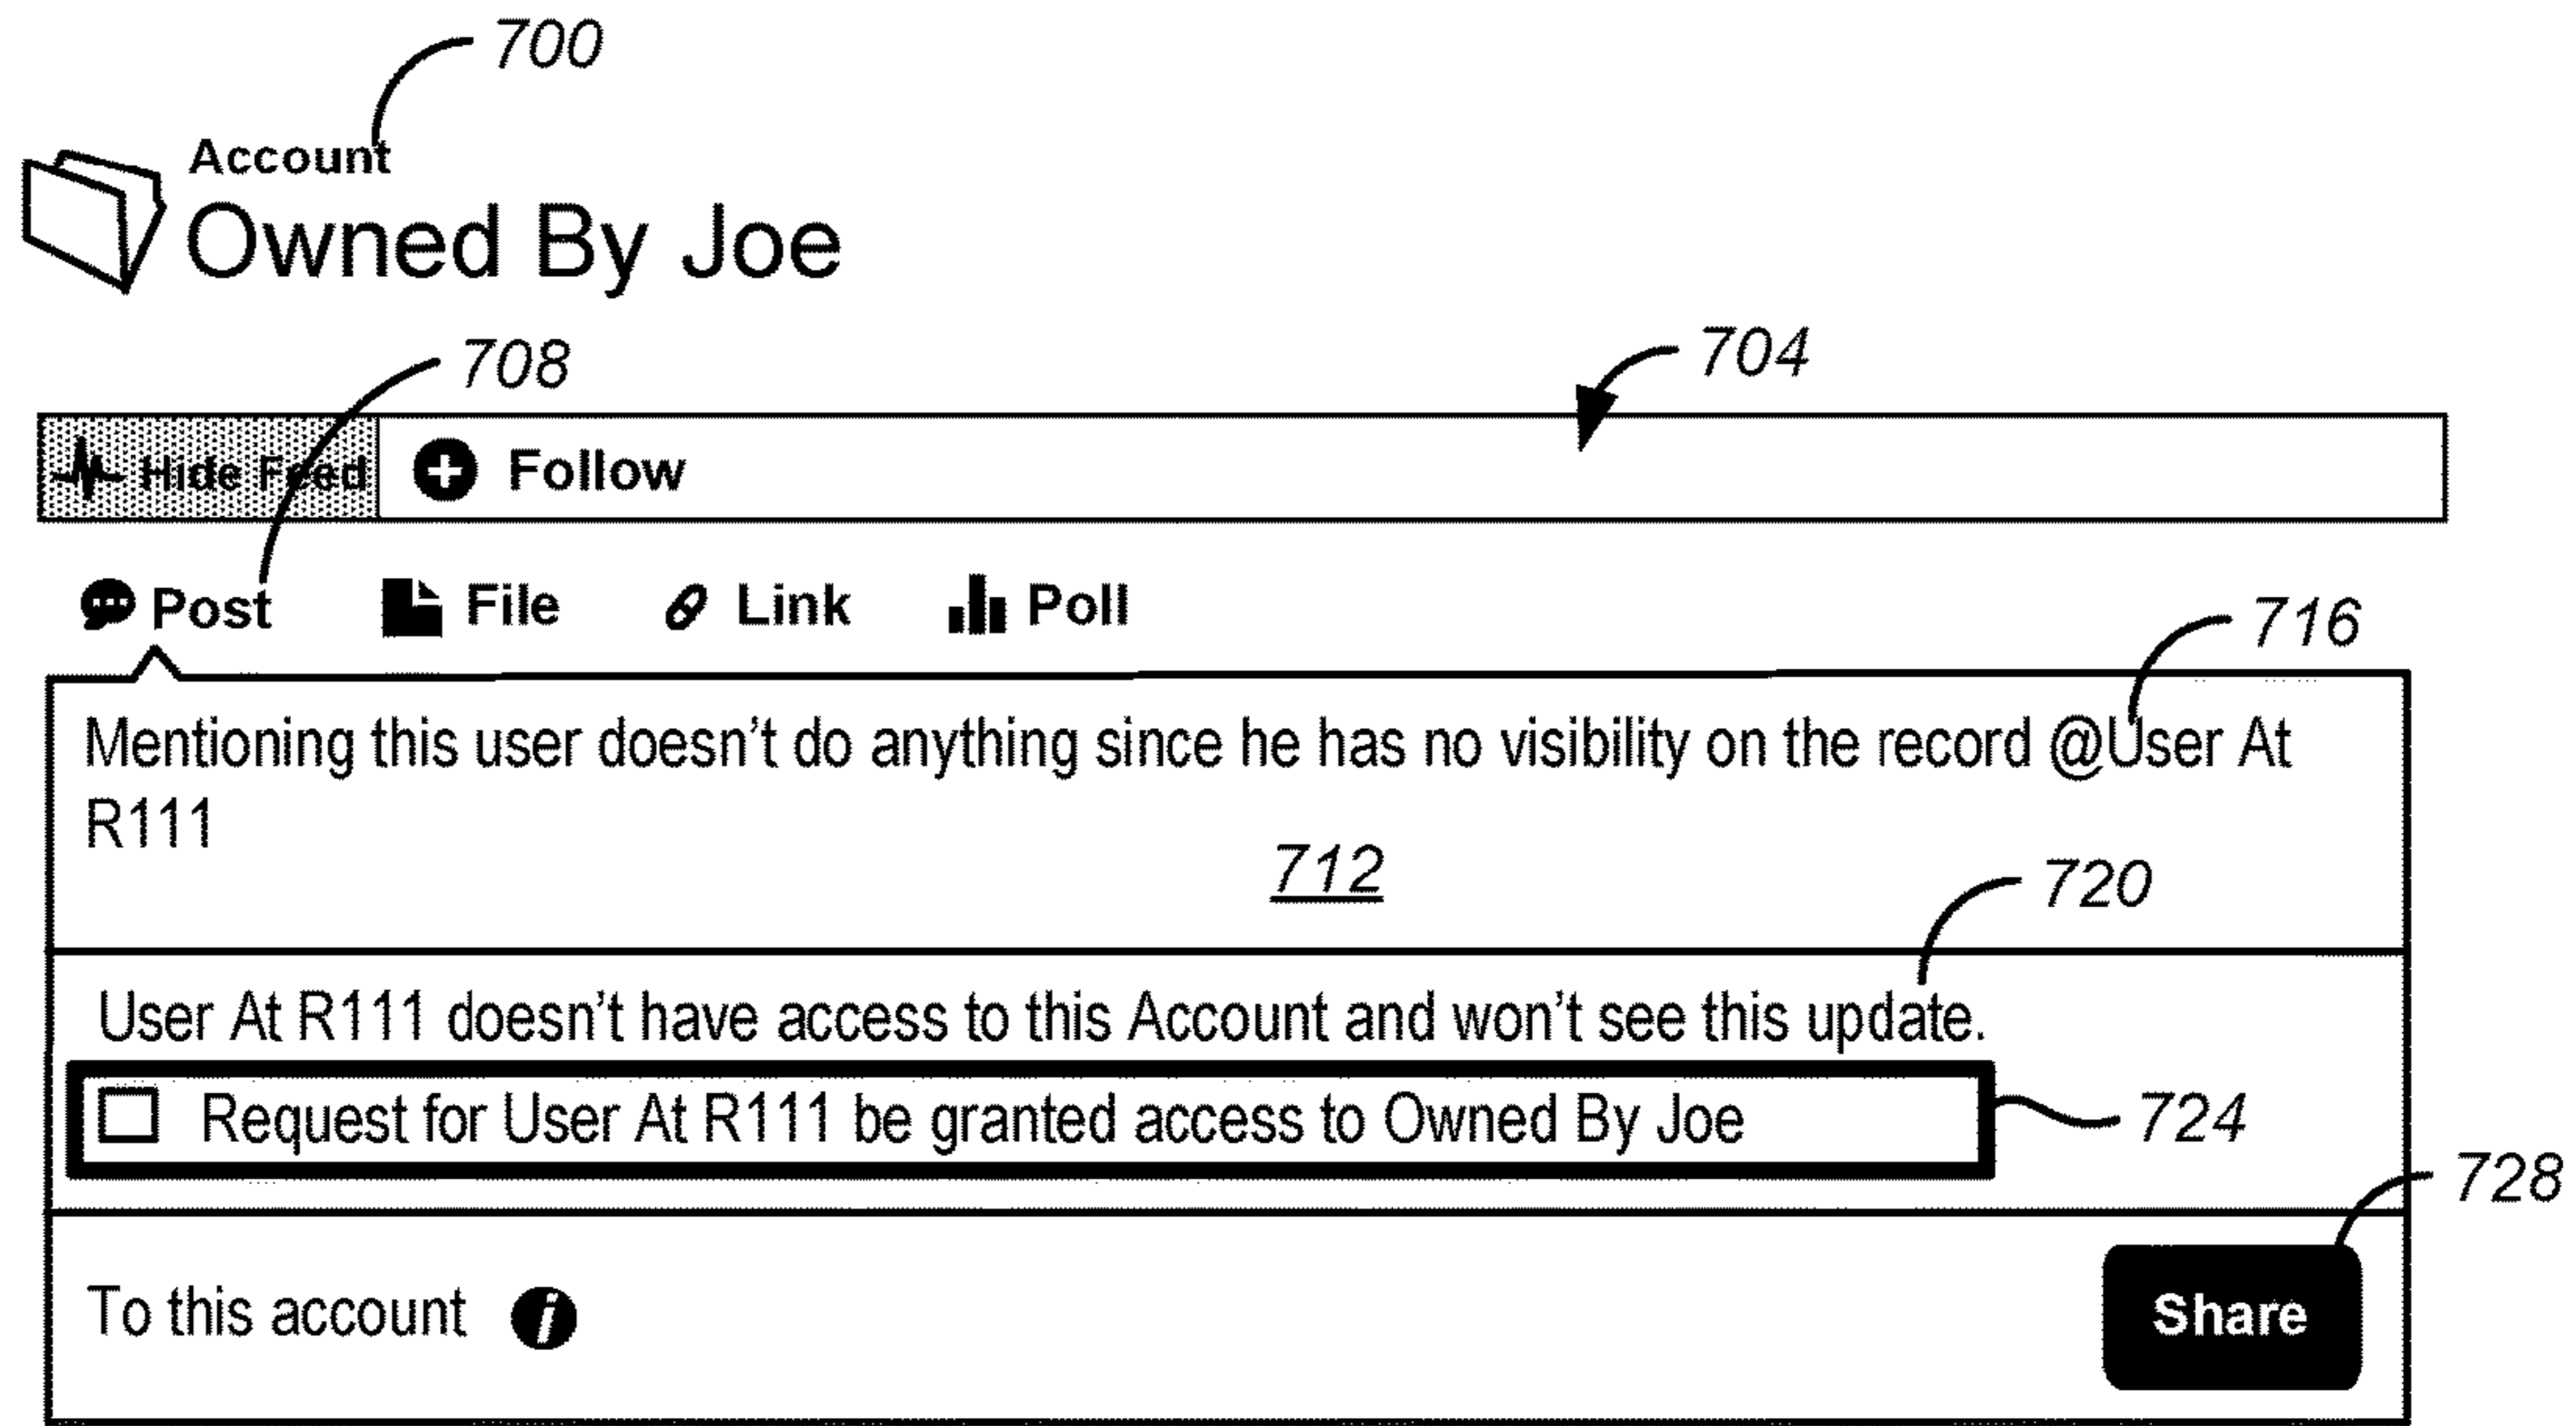 700
Account
Owned By Joe
708
704
Hide Feed Follow
Post File Link Poll
716
Mentioning this user doesn't do anything since he has no visibility on the record @User At
R111
712
720
User At R111 doesn't have access to this Account and won't see this update.
Request for User At R111 be granted access to Owned By Joe
724
728
To this account i
Share